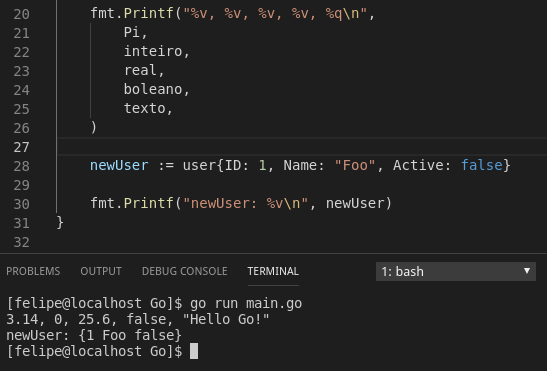 20 fmt.Printf("%v, %v, %v, %v, %q\n",
21 Pi,
22 inteiro,
23 real,
24 boleano,
25 texto,
26 )
27
28 newUser := user{ID: 1, Name: "Foo", Active: false}
29
30 fmt.Printf("newUser: %v\n", newUser)
31 }
32
PROBLEMS OUTPUT DEBUG CONSOLE TERMINAL 1: bash
[felipe@localhost Go]$ go run main.go
3.14, 0, 25.6, false, "Hello Go!"
newUser: {1 Foo false}
[felipe@localhost Go]$